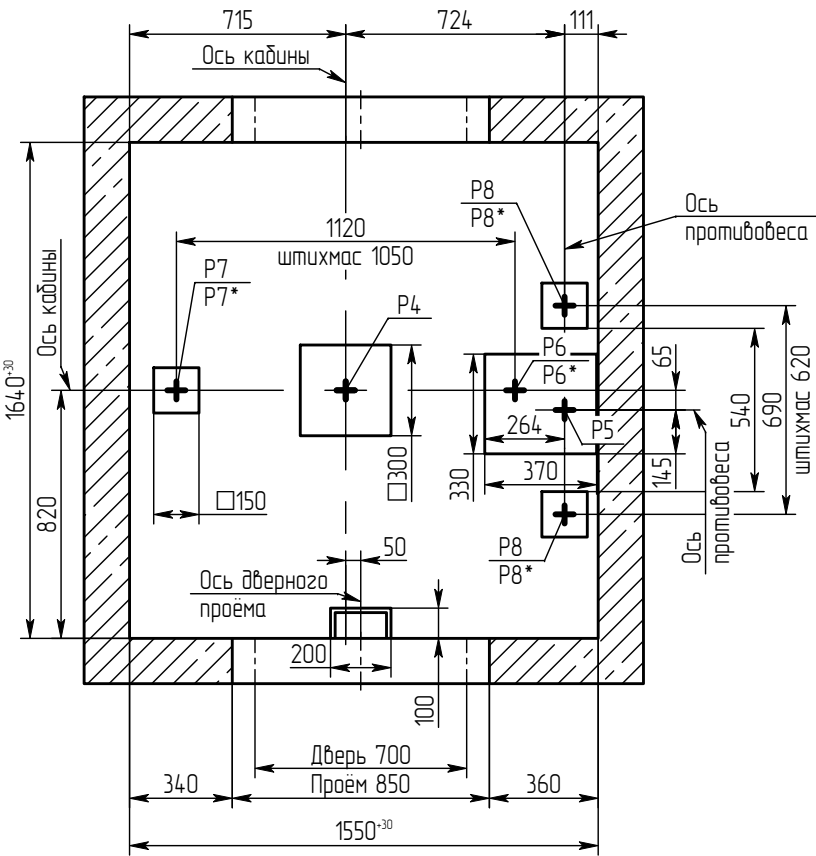 715
724
111
Ось кабины
P8
P8*
Ось
противовеса
1120
штихмас 1050
P7
P7*
Ось кабины
P4
P6
P6*
65
1640⁺³⁰
264
P5
540
690
штихмас 620
□300
330
370
145
□150
820
Ось
противовеса
50
P8
P8*
Ось дверного
проёма
200
100
Дверь 700
340
Проём 850
360
1550⁺³⁰